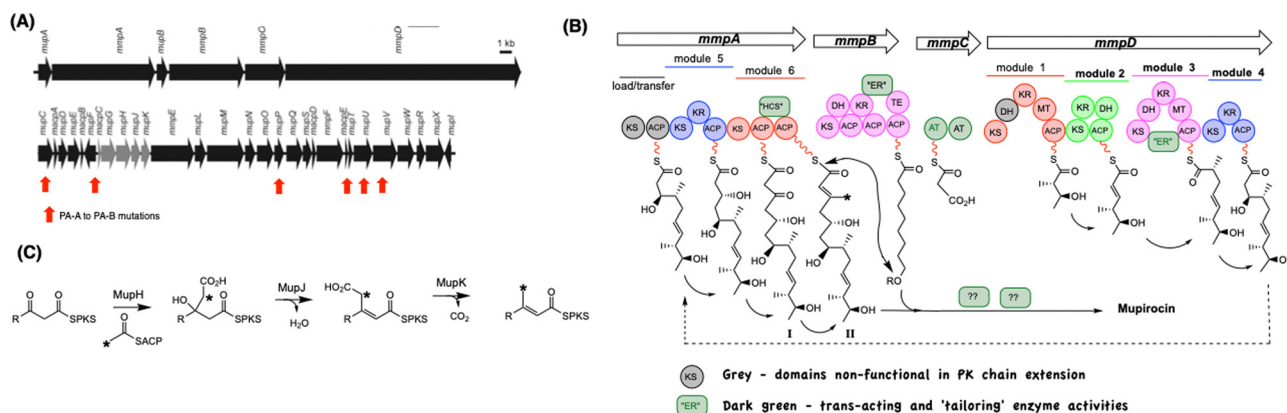 (A)
mupA
mmpA
mupB
mmpB
mmpO
mmpD
1 kb
mupC
macpA
mupD
mupE
macpB
mupF
macpC
mupG
mupH
mupJ
mupK
mmpE
mupL
mupM
mupN
mupO
mupP
mupQ
mupS
macpD
mmpF
macpE
mupT
mupU
mupV
mupW
mupR
mupX
mupI
PA-A to PA-B mutations
(B)
mmpA
mmpB
mmpC
mmpD
load/transfer
module 5
module 6
module 1
module 2
module 3
module 4
KS
ACP
KS
KR
ACP
KS
"HCS"
ACP
ACP
DH
KR
"ER"
TE
KS
ACP
ACP
ACP
AT
AT
KS
DH
KR
MT
ACP
KR
DH
KS
ACP
KS
DH
KR
MT
"ER"
ACP
KS
KR
ACP
S
O
HO
OH
CO₂H
RO
I
II
??
??
Mupirocin
KS
Grey - domains non-functional in PK chain extension
"ER"
Dark green - trans-acting and 'tailoring' enzyme activities
(C)
O O
R SPKS
MupH
O
* SACP
CO₂H
HO * O
R SPKS
MupJ
H₂O
HO₂C * O
R SPKS
MupK
CO₂
* O
R SPKS